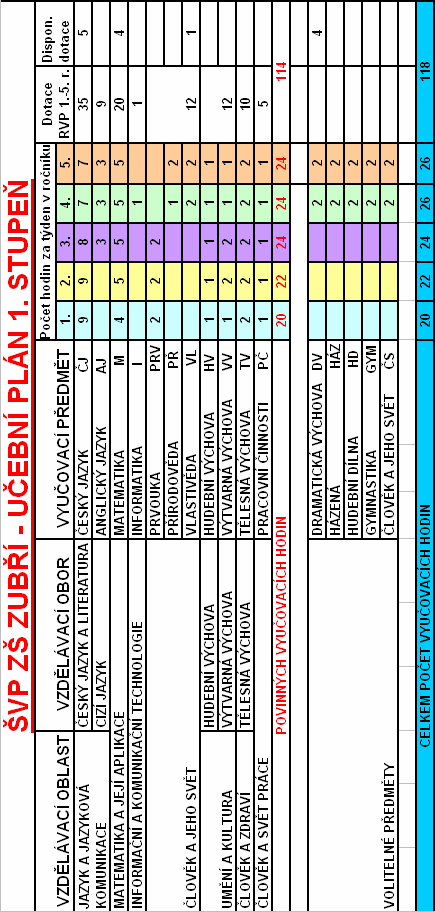 ŠVP ZŠ ZUBŘÍ - UČEBNÍ PLÁN 1. STUPEŇ
Počet hodin za týden v ročníku Dotace Dispon.
VZDĚLÁVACÍ OBLAST VZDĚLÁVACÍ OBOR VYUČOVACÍ PŘEDMĚT 1. 2. 3. 4. 5. RVP 1.-5. r. dotace
JAZYK A JAZYKOVÁ ČESKÝ JAZYK A LITERATURA ČESKÝ JAZYK ČJ 9 9 8 7 7 35 5
KOMUNIKACE CIZÍ JAZYK ANGLICKÝ JAZYK AJ 3 3 3 9
MATEMATIKA A JEJÍ APLIKACE MATEMATIKA M 4 5 5 5 5 20 4
INFORMAČNÍ A KOMUNIKAČNÍ TECHNOLOGIE INFORMATIKA I 1 1
PRVOUKA PRV 2 2 2
PŘÍRODOVĚDA PŘ 1 2
ČLOVĚK A JEHO SVĚT VLASTIVĚDA VL 2 2 12 1
HUDEBNÍ VÝCHOVA HUDEBNÍ VÝCHOVA HV 1 1 1 1 1
UMĚNÍ A KULTURA VÝTVARNÁ VÝCHOVA VÝTVARNÁ VÝCHOVA VV 1 2 2 1 1 12
ČLOVĚK A ZDRAVÍ TĚLESNÁ VÝCHOVA TĚLESNÁ VÝCHOVA TV 2 2 2 2 2 10
ČLOVĚK A SVĚT PRÁCE PRACOVNÍ ČINNOSTI PČ 1 1 1 1 1 5
POVINNÝCH VYUČOVACÍCH HODIN 20 22 24 24 24 114
DRAMATICKÁ VÝCHOVA DV 2 2 4
HÁZENÁ HÁZ 2 2
HUDEBNÍ DÍLNA HD 2 2
GYMNASTIKA GYM 2 2
VOLITELNÉ PŘEDMĚTY ČLOVĚK A JEHO SVĚT ČS 2 2
CELKEM POČET VYUČOVACÍCH HODIN 20 22 24 26 26 118